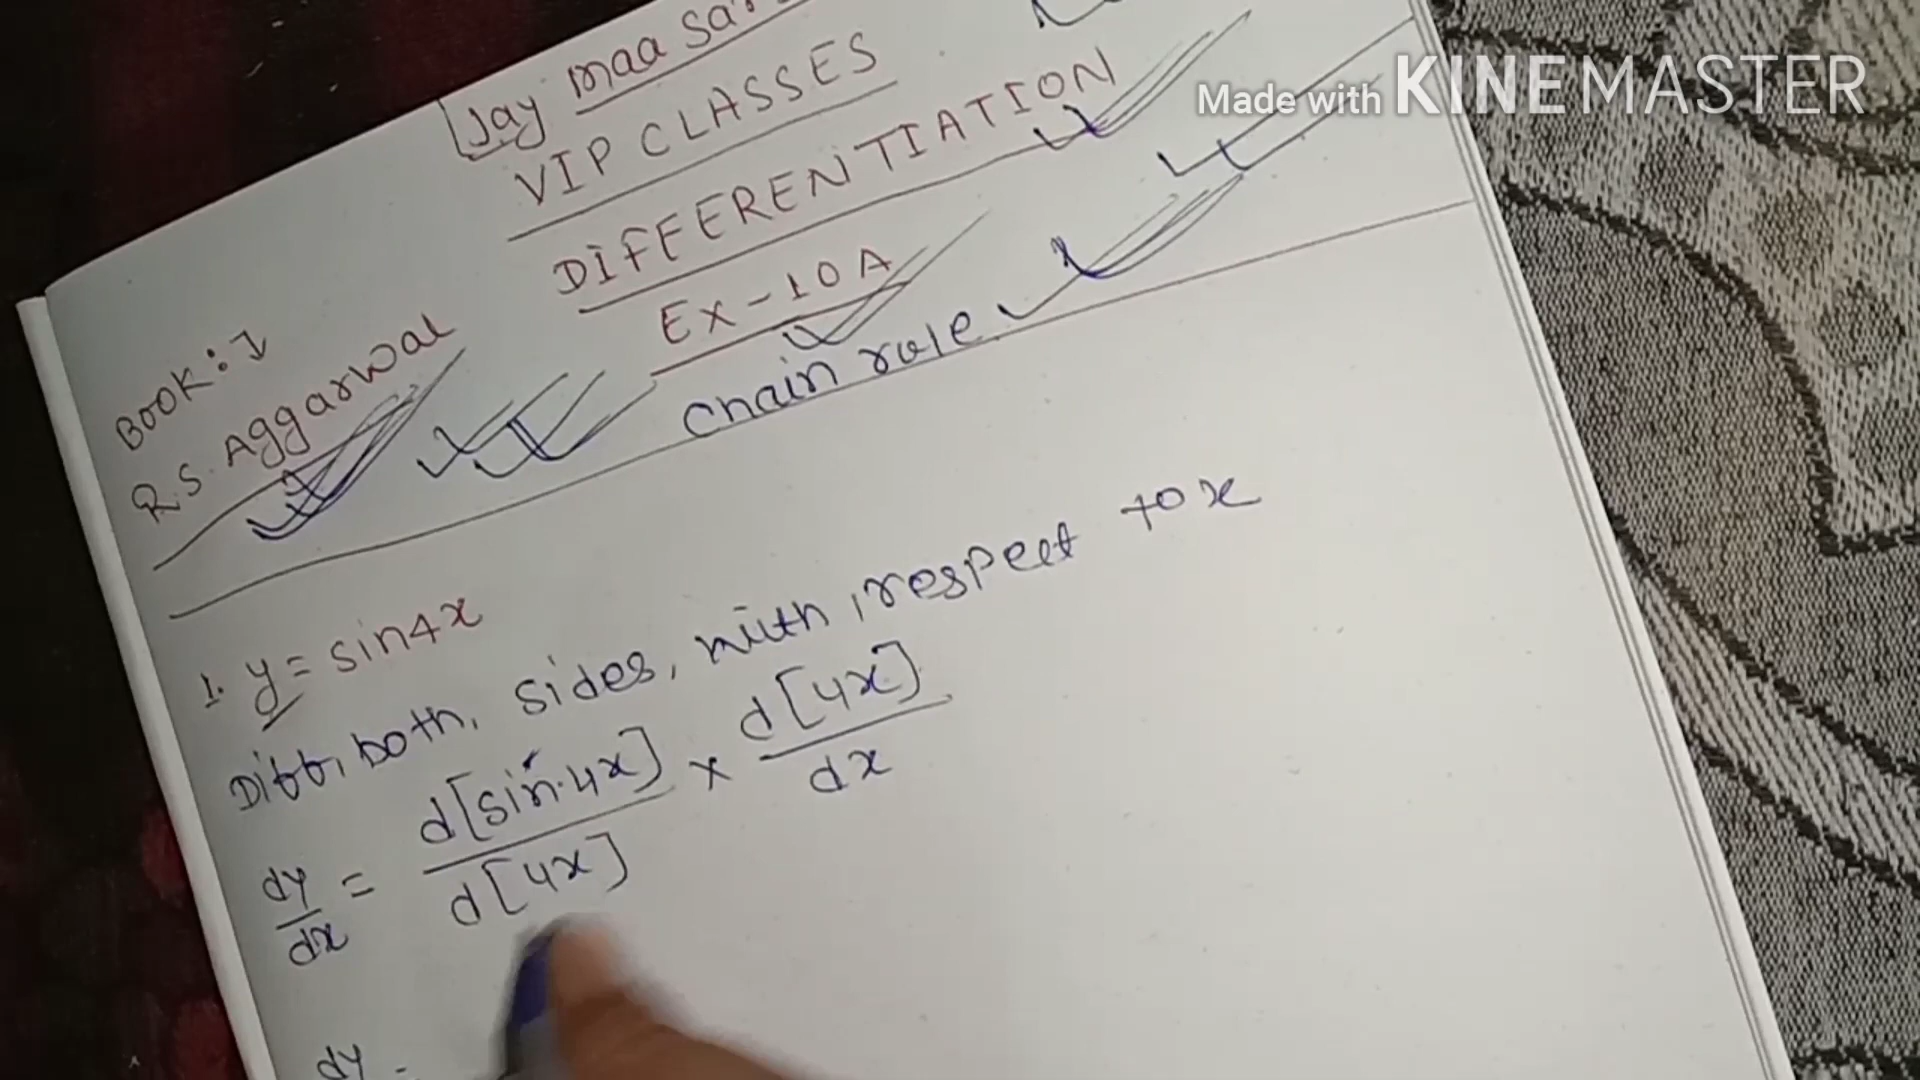 Jay maa
VIP CLASSES
DIFFERENTIATION
EX-10A
Chain role
BOOK:
R.S. Aggarwal
Made with KINEMASTER
1. y = sin4x
Diff, both, sides, with, respect to x
dy/dx = d[sin.4x]/d[4x] × d[4x]/dx
dy